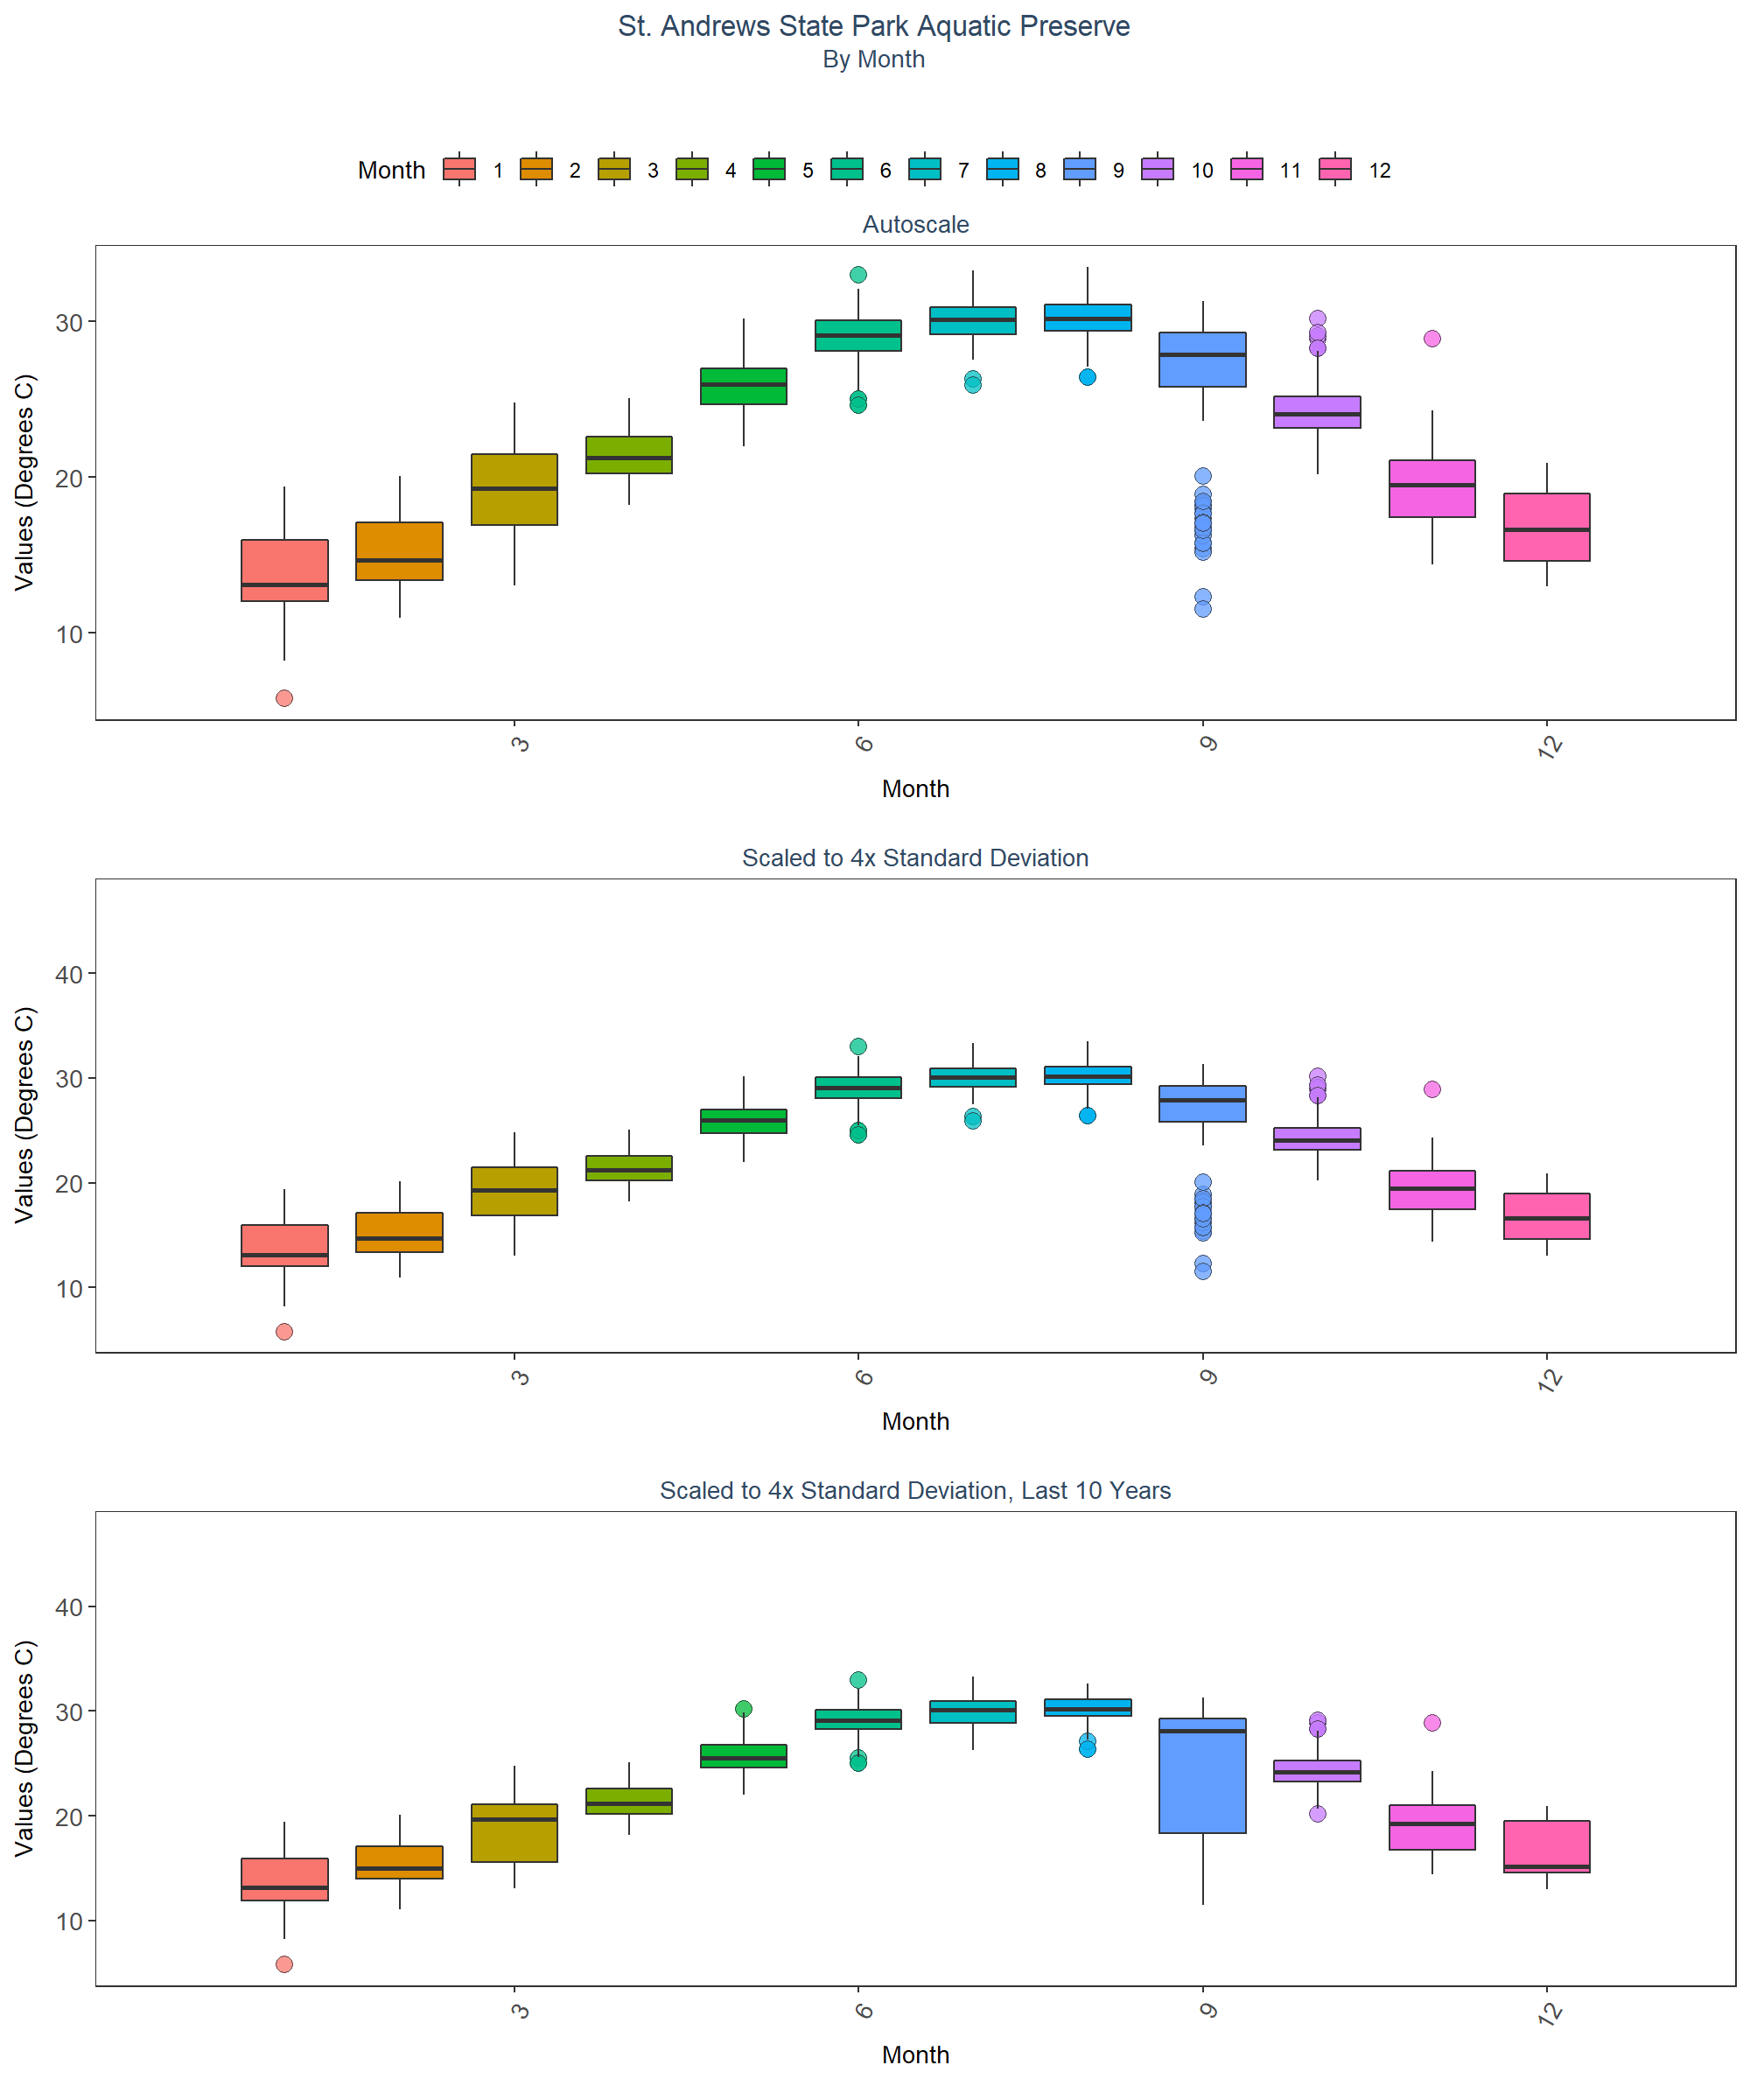 St. Andrews State Park Aquatic Preserve
By Month
Month 1 2 3 4 5 6 7 8 9 10 11 12
Autoscale
Values (Degrees C)
30
20
10
3 6 9 12
Month
Scaled to 4x Standard Deviation
Values (Degrees C)
40
30
20
10
3 6 9 12
Month
Scaled to 4x Standard Deviation, Last 10 Years
Values (Degrees C)
40
30
20
10
3 6 9 12
Month